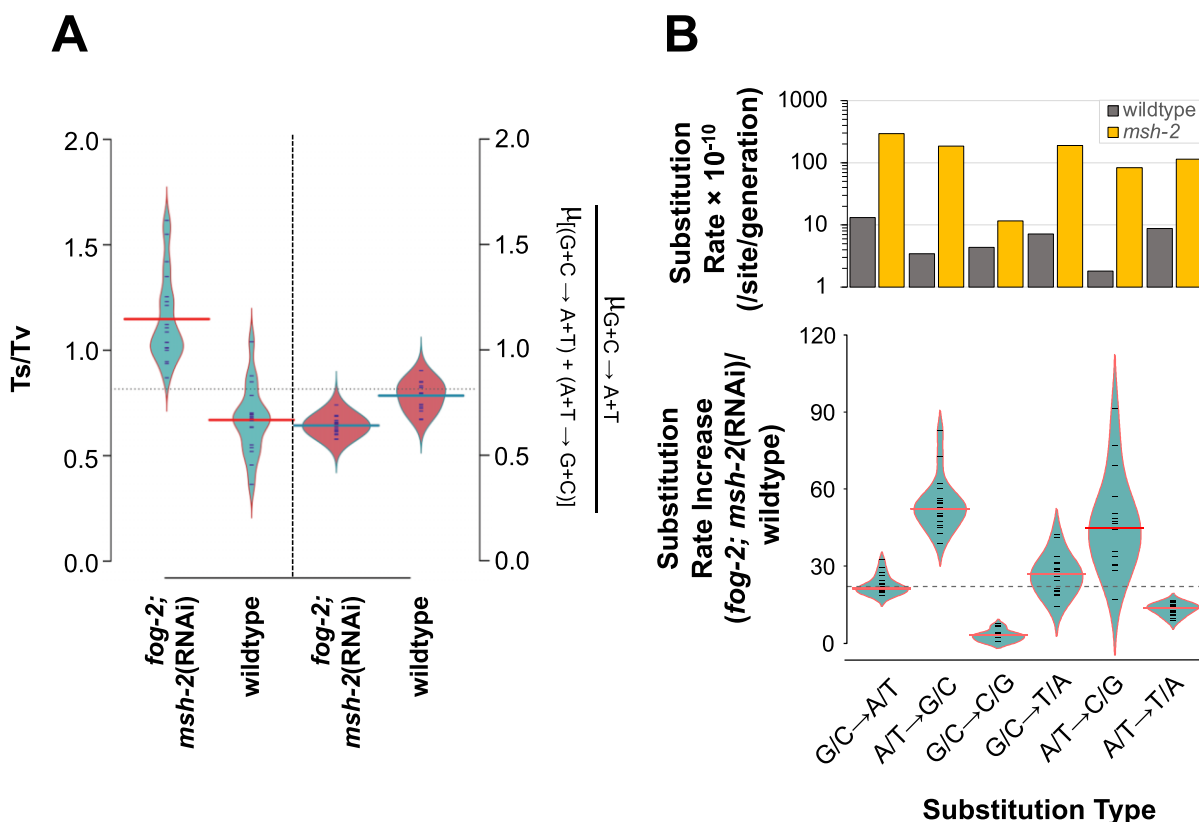 A
2.0
1.5
1.0
0.5
0.0
Ts/Tv
2.0
1.5
1.0
0.5
0.0
μG+C → A+T
μ[(G+C → A+T) + (A+T → G+C)]
fog-2;
msh-2(RNAi)
wildtype
fog-2;
msh-2(RNAi)
wildtype
B
Substitution
Rate × 10-10
(/site/generation)
1000
100
10
1
wildtype
msh-2
Substitution
Rate Increase
(fog-2; msh-2(RNAi)/
wildtype)
120
90
60
30
0
G/C→A/T
A/T→G/C
G/C→C/G
G/C→T/A
A/T→C/G
A/T→T/A
Substitution Type